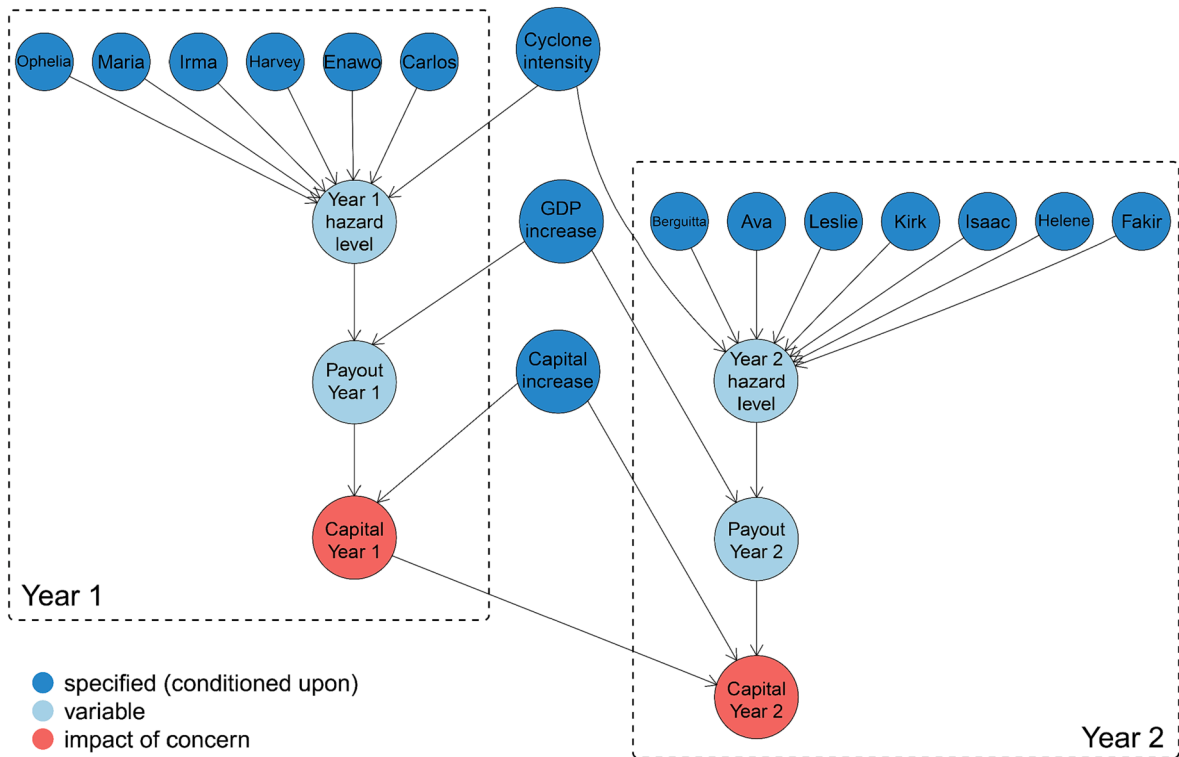 Ophelia
Maria
Irma
Harvey
Enawo
Carlos
Cyclone
intensity
Year 1
hazard
level
GDP
increase
Berguitta
Ava
Leslie
Kirk
Isaac
Helene
Fakir
Payout
Year 1
Capital
increase
Year 2
hazard
level
Capital
Year 1
Payout
Year 2
Year 1
Capital
Year 2
specified (conditioned upon)
variable
impact of concern
Year 2